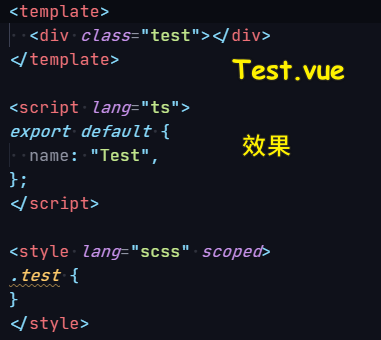 <template>
  <div class="test"></div>
</template>
Test.vue
<script lang="ts">
export default {
  name: "Test",
效果
};
</script>
<style lang="scss" scoped>
.test {
}
</style>